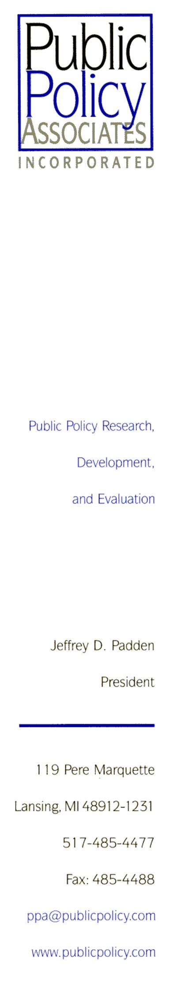 Public
Policy
ASSOCIATES
INCORPORATED
Public Policy Research,
Development,
and Evaluation
Jeffrey D. Padden
President
119 Pere Marquette
Lansing, MI 48912-1231
517-485-4477
Fax: 485-4488
ppa@publicpolicy.com
www.publicpolicy.com